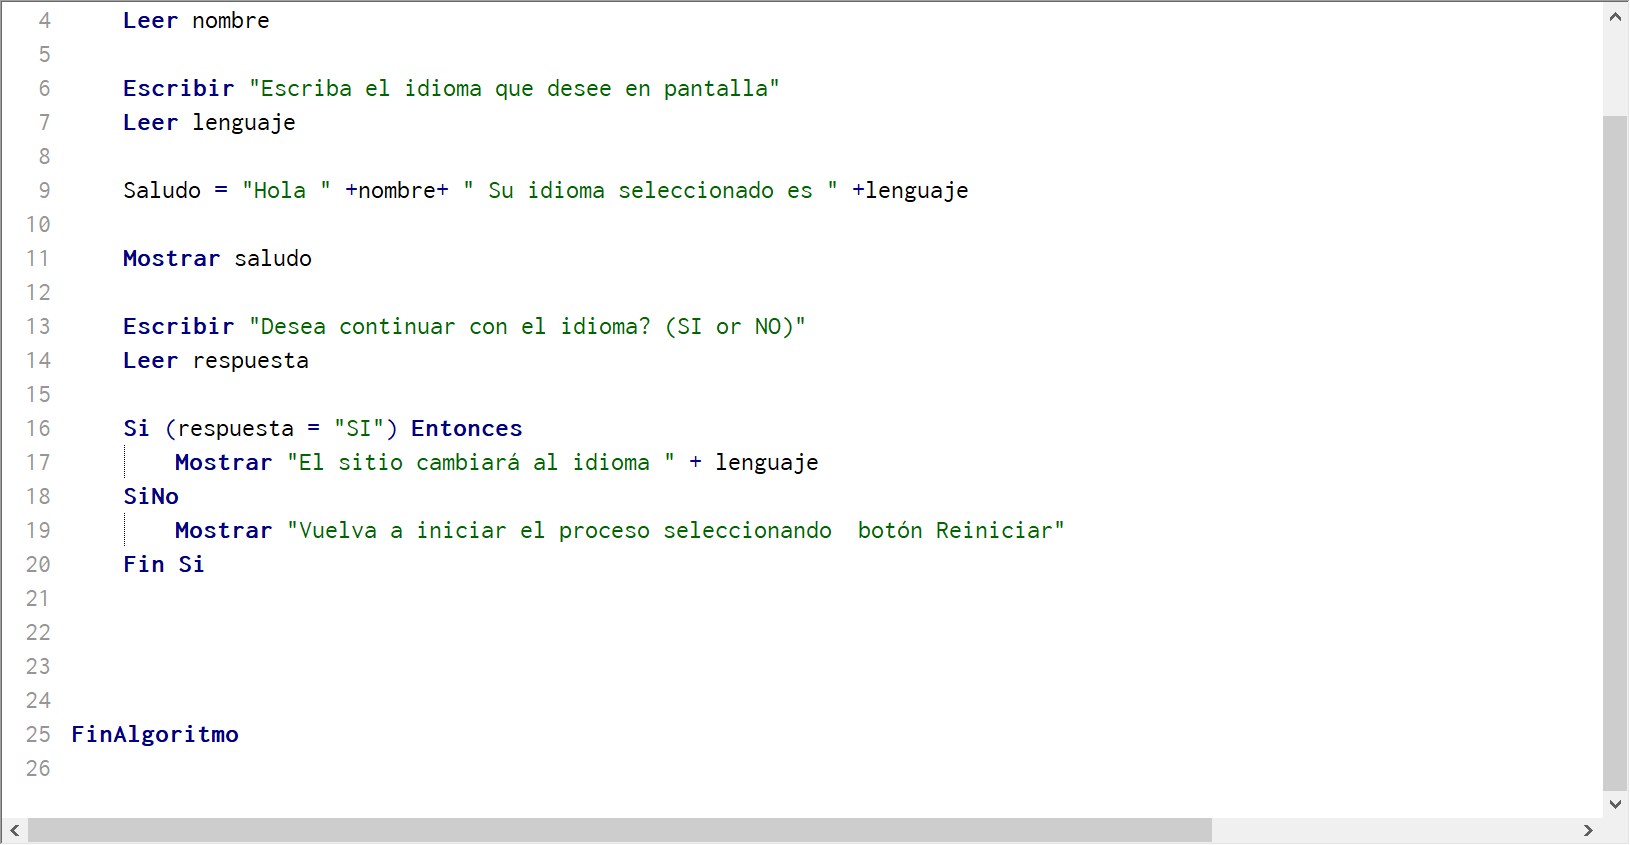 4 Leer nombre
5
6 Escribir "Escriba el idioma que desee en pantalla"
7 Leer lenguaje
8
9 Saludo = "Hola " +nombre+ " Su idioma seleccionado es " +lenguaje
10
11 Mostrar saludo
12
13 Escribir "Desea continuar con el idioma? (SI or NO)"
14 Leer respuesta
15
16 Si (respuesta = "SI") Entonces
17 Mostrar "El sitio cambiará al idioma " + lenguaje
18 SiNo
19 Mostrar "Vuelva a iniciar el proceso seleccionando  botón Reiniciar"
20 Fin Si
21
22
23
24
25 FinAlgoritmo
26